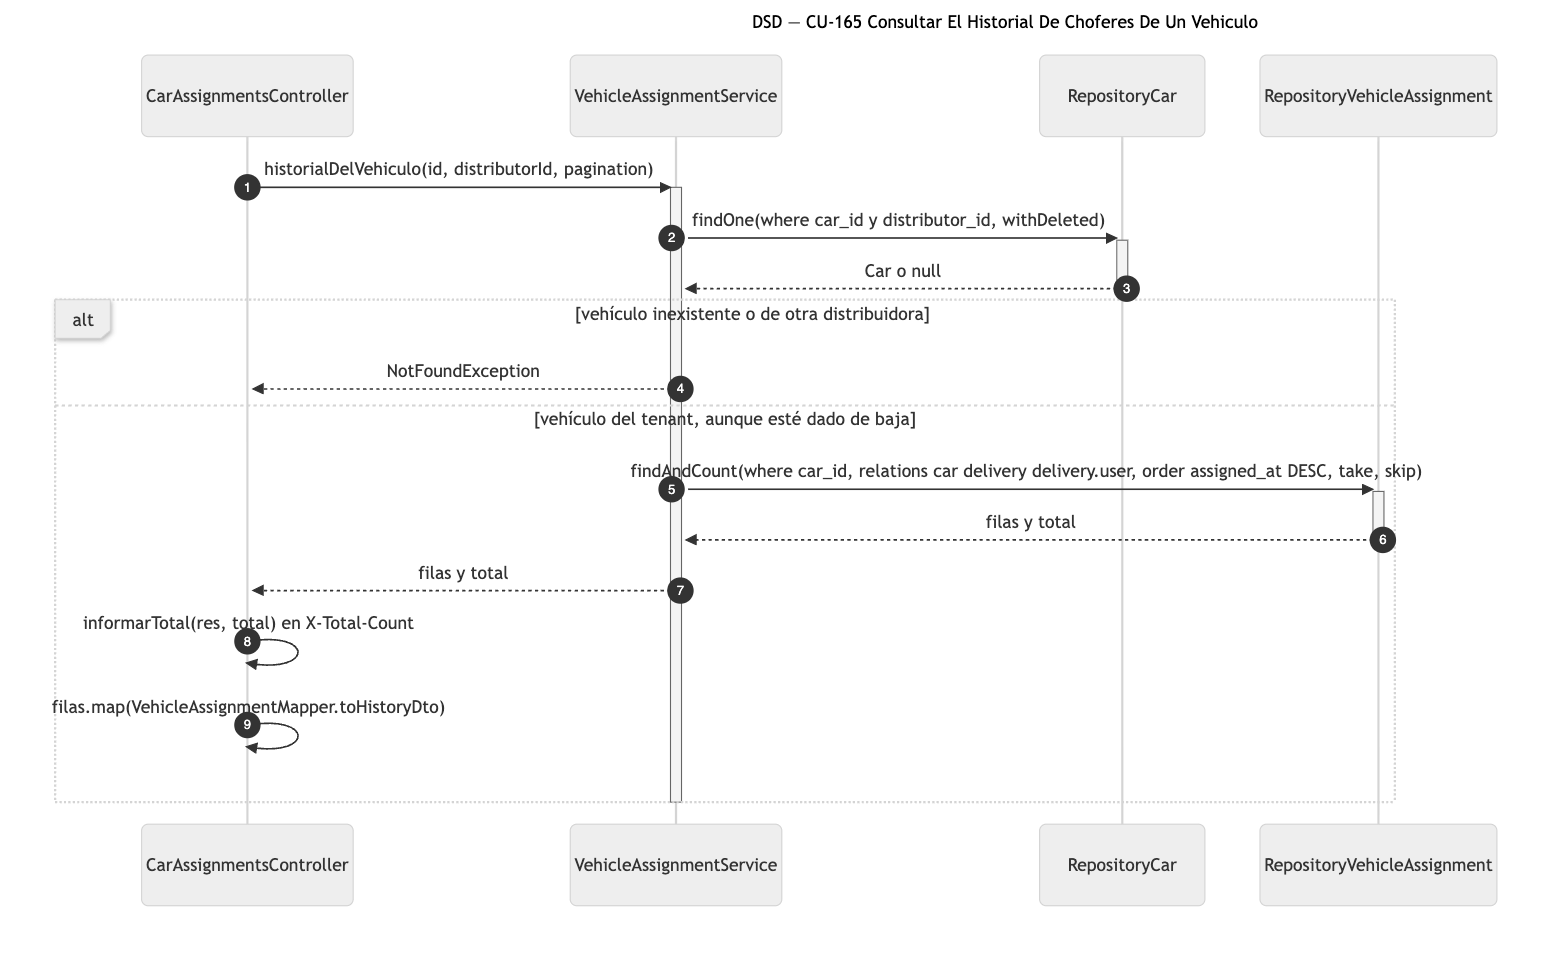 DSD — CU-165 Consultar El Historial De Choferes De Un Vehiculo
CarAssignmentsController
VehicleAssignmentService
RepositoryCar
RepositoryVehicleAssignment
historialDelVehiculo(id, distributorId, pagination)
1
findOne(where car_id y distributor_id, withDeleted)
2
Car o null
3
alt
[vehículo inexistente o de otra distribuidora]
NotFoundException
4
[vehículo del tenant, aunque esté dado de baja]
findAndCount(where car_id, relations car delivery delivery.user, order assigned_at DESC, take, skip)
5
filas y total
6
filas y total
7
informarTotal(res, total) en X-Total-Count
8
filas.map(VehicleAssignmentMapper.toHistoryDto)
9
CarAssignmentsController
VehicleAssignmentService
RepositoryCar
RepositoryVehicleAssignment